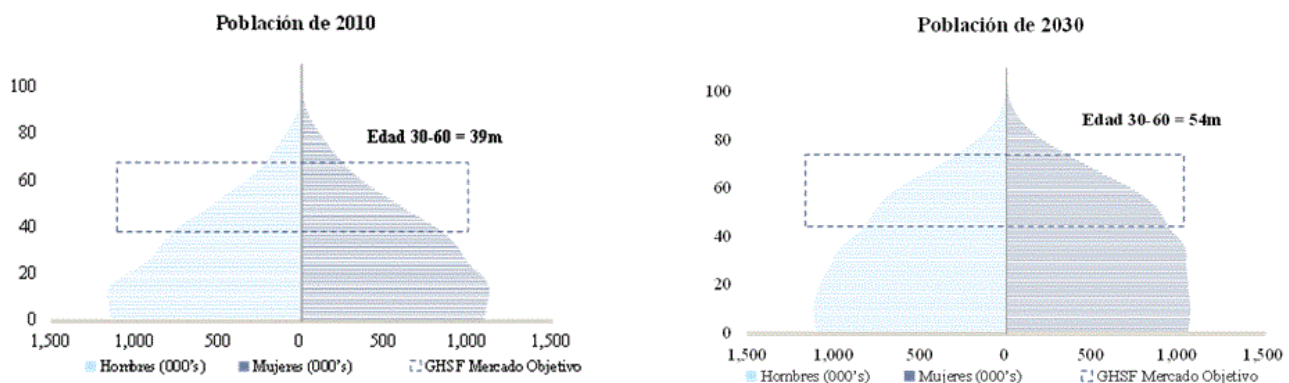 Población de 2010
100
80
60
40
20
0
Edad 30-60 = 39m
1,500 1,000 500 0 500 1,000 1,500
Hombres (000's) Mujeres (000's) GHSF Mercado Objetivo
Población de 2030
100
80
60
40
20
0
Edad 30-60 = 54m
1,500 1,000 500 0 500 1,000 1,500
Hombres (000's) Mujeres (000's) GHSF Mercado Objetivo